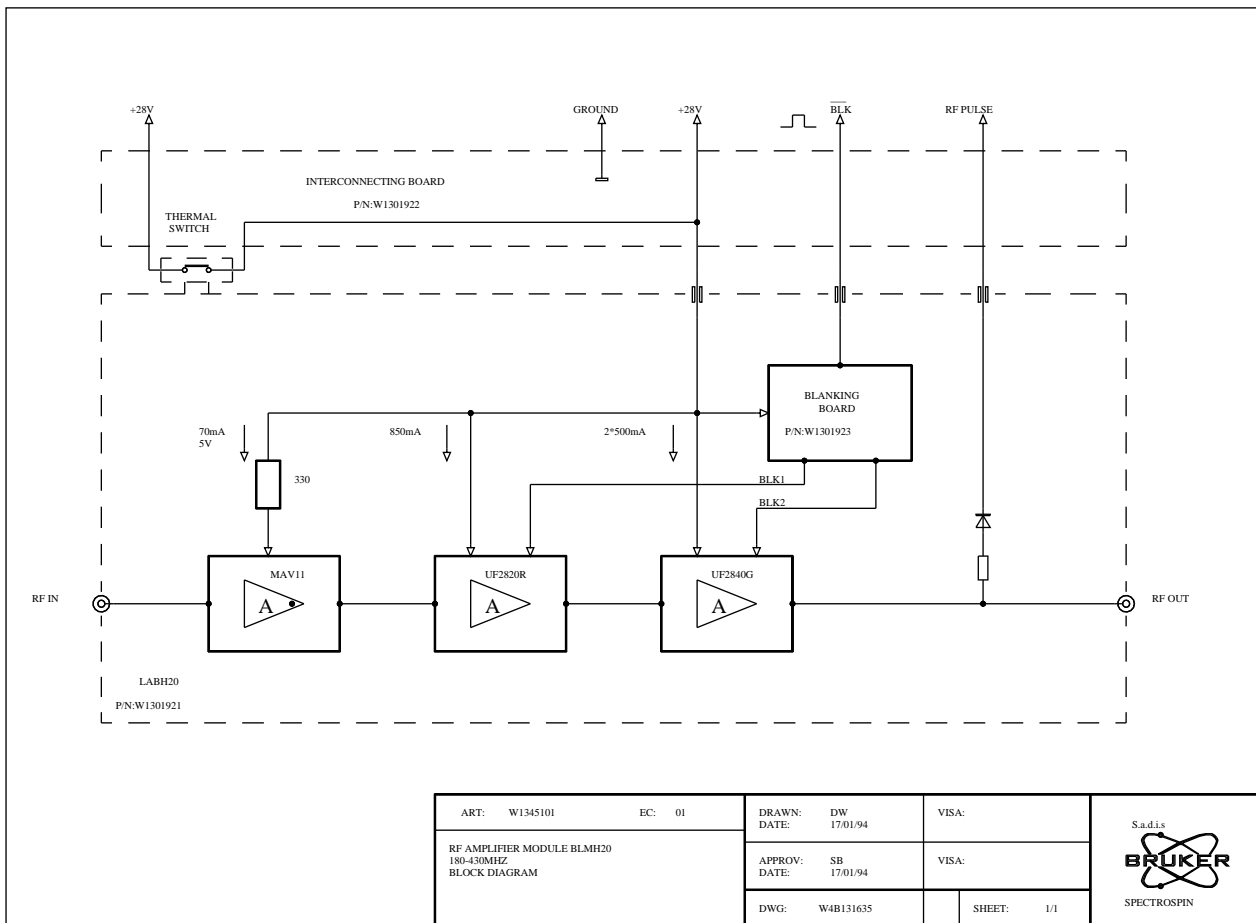 +28V
GROUND
+28V
BLK
RF PULSE
INTERCONNECTING BOARD
P/N:W1301922
THERMAL
SWITCH
BLANKING
BOARD
P/N:W1301923
70mA
5V
850mA
2*500mA
330
BLK1
BLK2
MAV11
UF2820R
UF2840G
A
A
A
RF IN
RF OUT
LABH20
P/N:W1301921
ART: W1345101 EC: 01
RF AMPLIFIER MODULE BLMH20
180-430MHZ
BLOCK DIAGRAM
DRAWN: DW
DATE: 17/01/94
VISA:
APPROV: SB
DATE: 17/01/94
VISA:
DWG: W4B131635
SHEET: 1/1
S.a.d.i.s
BRUKER
SPECTROSPIN